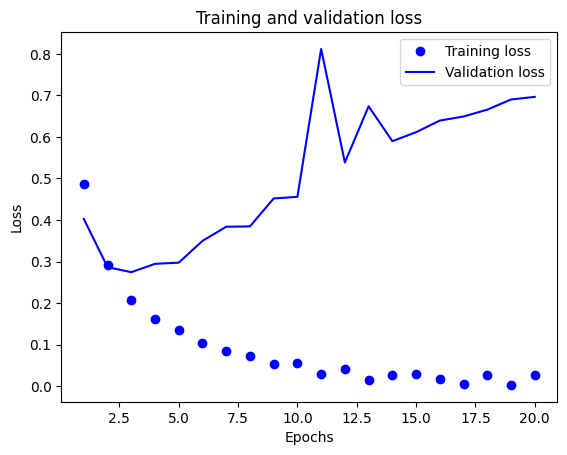 Training and validation loss
Training loss
Validation loss
0.8
0.7
0.6
0.5
0.4
0.3
0.2
0.1
0.0
Loss
2.5 5.0 7.5 10.0 12.5 15.0 17.5 20.0
Epochs